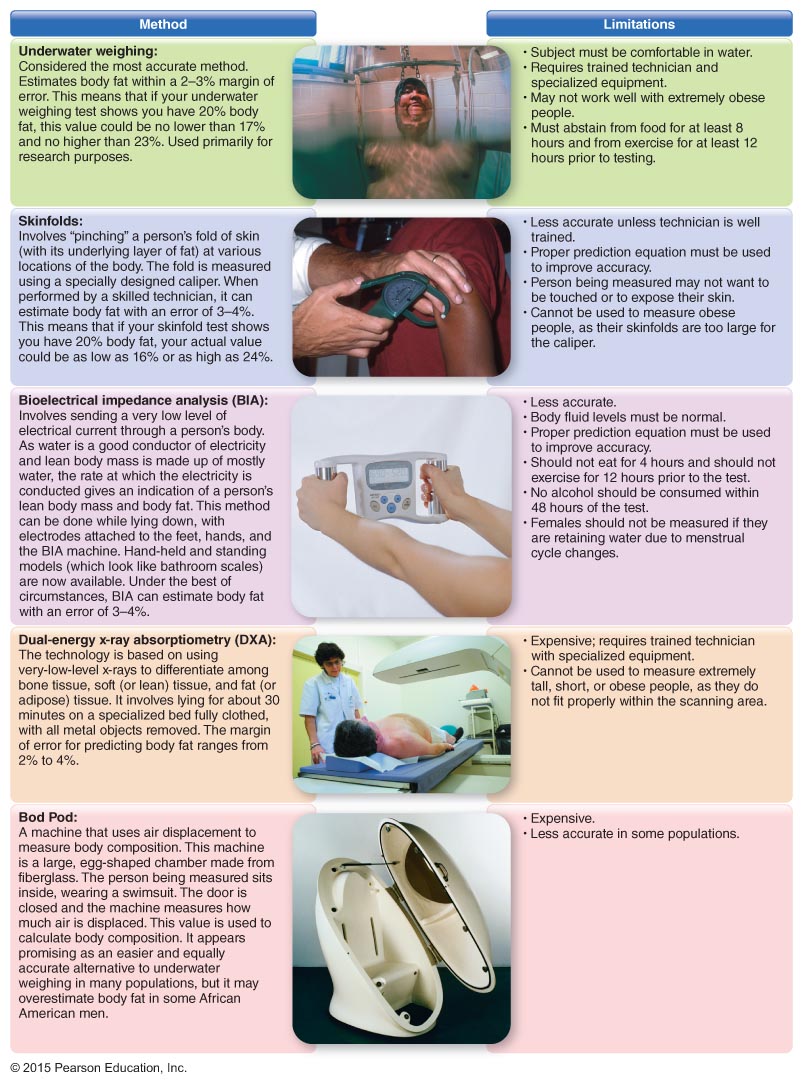 Method
Limitations
Underwater weighing:
Considered the most accurate method.
Estimates body fat within a 2–3% margin of
error. This means that if your underwater
weighing test shows you have 20% body
fat, this value could be no lower than 17%
and no higher than 23%. Used primarily for
research purposes.
• Subject must be comfortable in water.
• Requires trained technician and
specialized equipment.
• May not work well with extremely obese
people.
• Must abstain from food for at least 8
hours and from exercise for at least 12
hours prior to testing.
Skinfolds:
Involves “pinching” a person’s fold of skin
(with its underlying layer of fat) at various
locations of the body. The fold is measured
using a specially designed caliper. When
performed by a skilled technician, it can
estimate body fat with an error of 3–4%.
This means that if your skinfold test shows
you have 20% body fat, your actual value
could be as low as 16% or as high as 24%.
• Less accurate unless technician is well
trained.
• Proper prediction equation must be used
to improve accuracy.
• Person being measured may not want to
be touched or to expose their skin.
• Cannot be used to measure obese
people, as their skinfolds are too large for
the caliper.
Bioelectrical impedance analysis (BIA):
Involves sending a very low level of
electrical current through a person’s body.
As water is a good conductor of electricity
and lean body mass is made up of mostly
water, the rate at which the electricity is
conducted gives an indication of a person’s
lean body mass and body fat. This method
can be done while lying down, with
electrodes attached to the feet, hands, and
the BIA machine. Hand-held and standing
models (which look like bathroom scales)
are now available. Under the best of
circumstances, BIA can estimate body fat
with an error of 3–4%.
• Less accurate.
• Body fluid levels must be normal.
• Proper prediction equation must be used
to improve accuracy.
• Should not eat for 4 hours and should not
exercise for 12 hours prior to the test.
• No alcohol should be consumed within
48 hours of the test.
• Females should not be measured if they
are retaining water due to menstrual
cycle changes.
Dual-energy x-ray absorptiometry (DXA):
The technology is based on using
very-low-level x-rays to differentiate among
bone tissue, soft (or lean) tissue, and fat (or
adipose) tissue. It involves lying for about 30
minutes on a specialized bed fully clothed,
with all metal objects removed. The margin
of error for predicting body fat ranges from
2% to 4%.
• Expensive; requires trained technician
with specialized equipment.
• Cannot be used to measure extremely
tall, short, or obese people, as they do
not fit properly within the scanning area.
Bod Pod:
A machine that uses air displacement to
measure body composition. This machine
is a large, egg-shaped chamber made from
fiberglass. The person being measured sits
inside, wearing a swimsuit. The door is
closed and the machine measures how
much air is displaced. This value is used to
calculate body composition. It appears
promising as an easier and equally
accurate alternative to underwater
weighing in many populations, but it may
overestimate body fat in some African
American men.
• Expensive.
• Less accurate in some populations.
© 2015 Pearson Education, Inc.